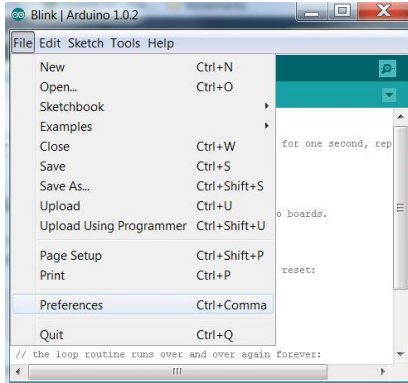 Blink | Arduino 1.0.2
File Edit Sketch Tools Help
New Ctrl+N
Open... Ctrl+O
Sketchbook
Examples
Close Ctrl+W
for one second, rep
Save Ctrl+S
Save As... Ctrl+Shift+S
Upload Ctrl+U
o boards.
Upload Using Programmer Ctrl+Shift+U
Page Setup Ctrl+Shift+P
Print Ctrl+P
reset:
Preferences Ctrl+Comma
Quit Ctrl+Q
// the loop routine runs over and over again forever: